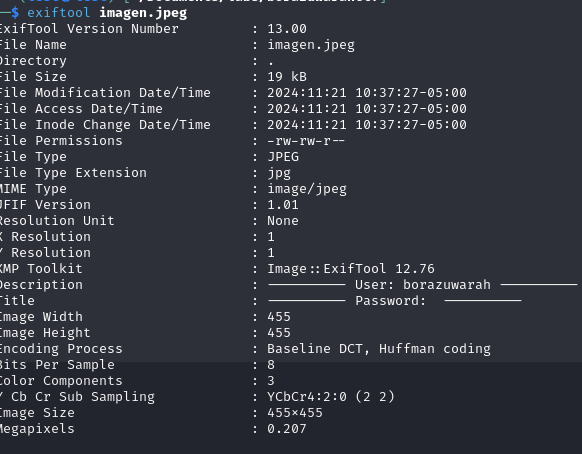 $ exiftool imagen.jpeg
ExifTool Version Number : 13.00
File Name : imagen.jpeg
Directory : .
File Size : 19 kB
File Modification Date/Time : 2024:11:21 10:37:27-05:00
File Access Date/Time : 2024:11:21 10:37:27-05:00
File Inode Change Date/Time : 2024:11:21 10:37:27-05:00
File Permissions : -rw-rw-r--
File Type : JPEG
File Type Extension : jpg
MIME Type : image/jpeg
JFIF Version : 1.01
Resolution Unit : None
X Resolution : 1
Y Resolution : 1
XMP Toolkit : Image::ExifTool 12.76
Description : ---------- User: borazuwarah ----------
Title : ---------- Password:  ----------
Image Width : 455
Image Height : 455
Encoding Process : Baseline DCT, Huffman coding
Bits Per Sample : 8
Color Components : 3
Y Cb Cr Sub Sampling : YCbCr4:2:0 (2 2)
Image Size : 455x455
Megapixels : 0.207